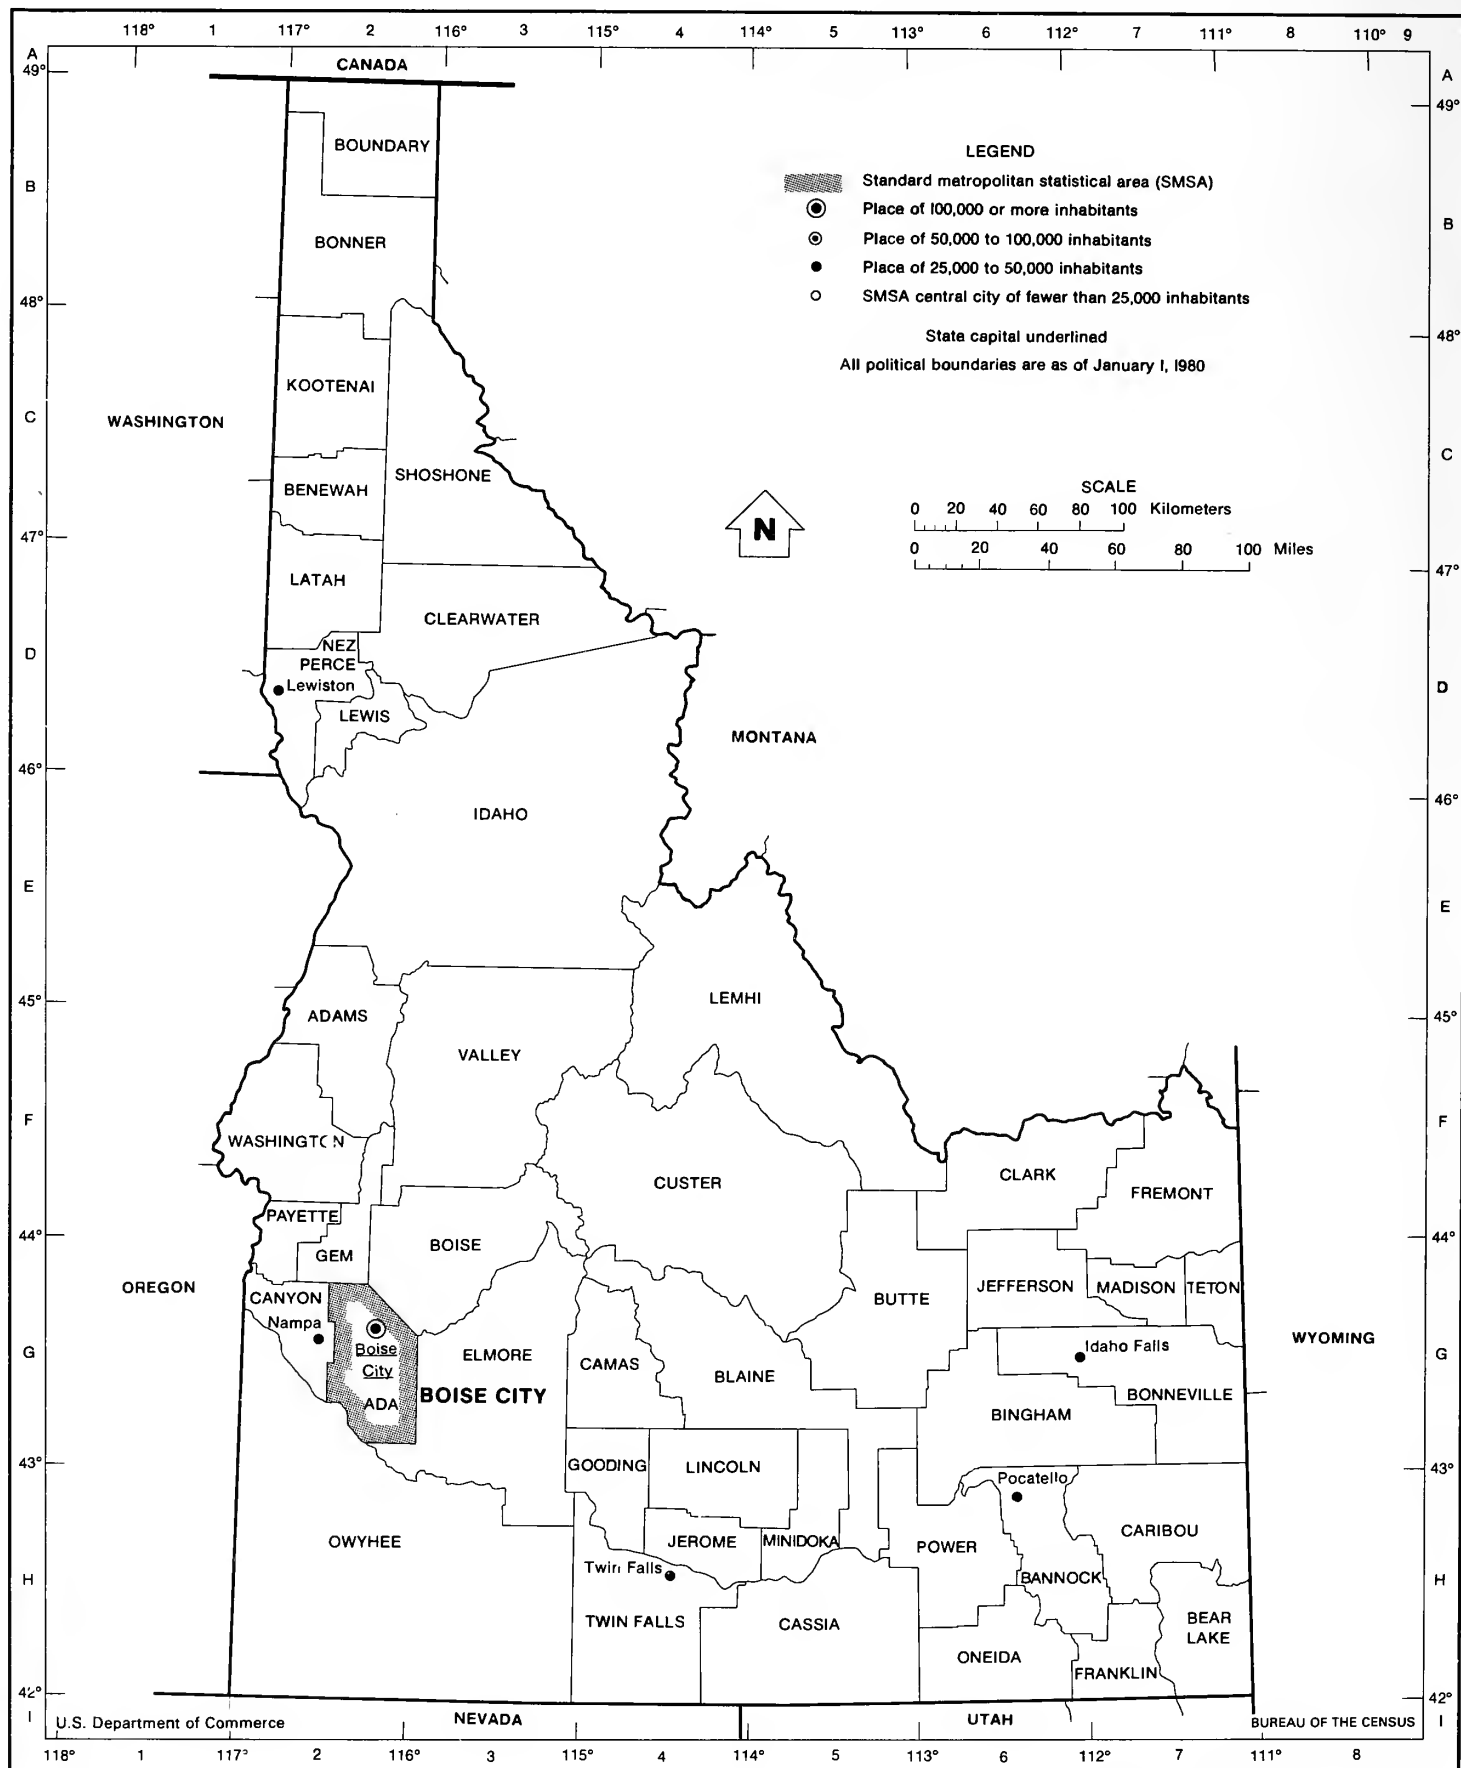 118° 1 117° 2 116° 3 115° 4 114° 5 113° 6 112° 7 111° 8 110° 9
A
49°
CANADA
A
49°
BOUNDARY
LEGEND
Standard metropolitan statistical area (SMSA)
B
Place of 100,000 or more inhabitants
B
BONNER
Place of 50,000 to 100,000 inhabitants
Place of 25,000 to 50,000 inhabitants
SMSA central city of fewer than 25,000 inhabitants
48°
State capital underlined
48°
All political boundaries are as of January 1, 1980
KOOTENAI
C
WASHINGTON
C
SHOSHONE
BENEWAH
SCALE
0 20 40 60 80 100 Kilometers
N
47°
0 20 40 60 80 100 Miles
47°
LATAH
CLEARWATER
D
NEZ
PERCE
Lewiston
D
LEWIS
MONTANA
46°
46°
IDAHO
E
E
45°
LEMHI
45°
ADAMS
VALLEY
F
F
WASHINGTON
CLARK
CUSTER
FREMONT
PAYETTE
44°
44°
GEM
BOISE
OREGON
JEFFERSON
MADISON
TETON
CANYON
BUTTE
Nampa
WYOMING
G
Boise
City
ELMORE
Idaho Falls
G
CAMAS
BLAINE
ADA
BOISE CITY
BONNEVILLE
BINGHAM
43°
GOODING
LINCOLN
43°
Pocatello
OWYHEE
JEROME
MINIDOKA
POWER
CARIBOU
Twin Falls
H
BANNOCK
H
TWIN FALLS
CASSIA
BEAR
LAKE
ONEIDA
FRANKLIN
42°
42°
I
U.S. Department of Commerce
NEVADA
UTAH
BUREAU OF THE CENSUS
I
118° 1 117° 2 116° 3 115° 4 114° 5 113° 6 112° 7 111° 8